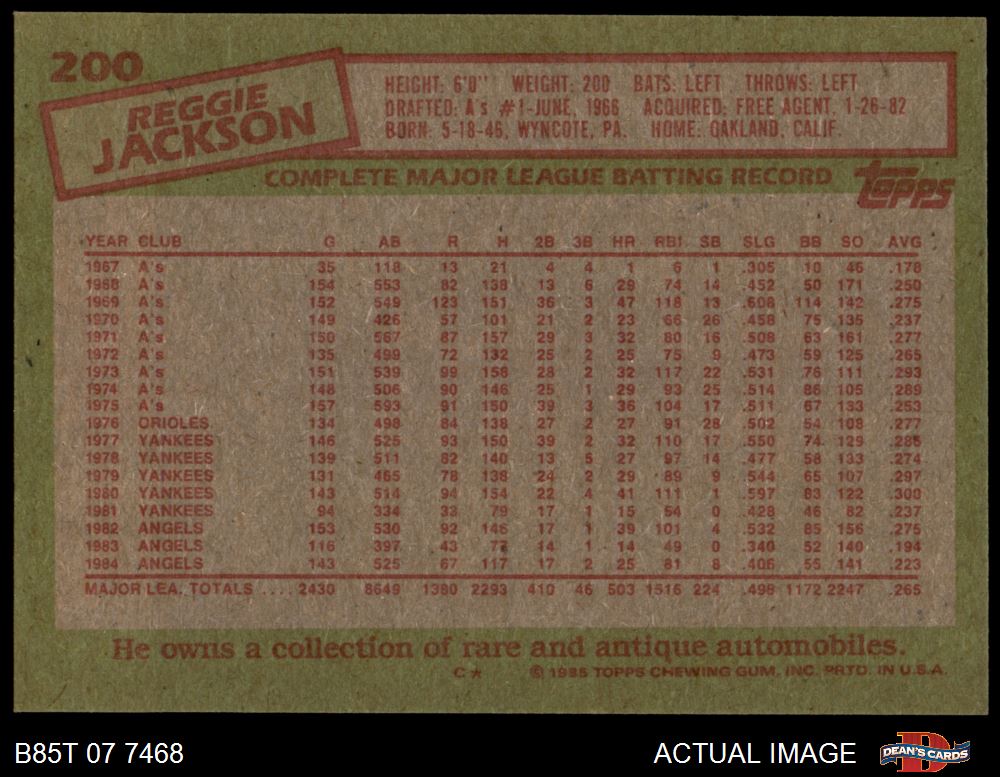 200
REGGIE
JACKSON
HEIGHT: 6'0" WEIGHT: 200 BATS: LEFT THROWS: LEFT
DRAFTED: A's #1-JUNE, 1966 ACQUIRED: FREE AGENT, 1-26-82
BORN: 5-18-46, WYNCOTE, PA. HOME: OAKLAND, CALIF.
COMPLETE MAJOR LEAGUE BATTING RECORD
topps
YEAR CLUB G AB R H 2B 3B HR RBI SB SLG BB SO AVG
1967 A's 35 118 13 21 4 4 1 6 1 .305 10 46 .178
1968 A's 154 553 82 138 13 6 29 74 14 .452 50 171 .250
1969 A's 152 549 123 151 36 3 47 118 13 .608 114 142 .275
1970 A's 149 426 57 101 21 2 23 66 26 .458 75 135 .237
1971 A's 150 567 87 157 29 3 32 80 16 .508 63 161 .277
1972 A's 135 499 72 132 25 2 25 75 9 .473 59 125 .265
1973 A's 151 539 99 158 28 2 32 117 22 .531 76 111 .293
1974 A's 148 506 90 146 25 1 29 93 25 .514 86 105 .289
1975 A's 157 593 91 150 39 3 36 104 17 .511 67 133 .253
1976 ORIOLES 134 498 84 138 27 2 27 91 28 .502 54 108 .277
1977 YANKEES 146 525 93 150 39 2 32 110 17 .550 74 129 .286
1978 YANKEES 139 511 82 140 13 5 27 97 14 .477 58 133 .274
1979 YANKEES 131 465 78 138 24 2 29 89 9 .544 65 107 .297
1980 YANKEES 143 514 94 154 22 4 41 111 1 .597 83 122 .300
1981 YANKEES 94 334 33 79 17 1 15 54 0 .428 46 82 .237
1982 ANGELS 153 530 92 146 17 1 39 101 4 .532 85 156 .275
1983 ANGELS 116 397 43 77 14 1 14 49 0 .340 52 140 .194
1984 ANGELS 143 525 67 117 17 2 25 81 8 .406 55 141 .223
MAJOR LEA. TOTALS .... 2430 8649 1380 2293 410 46 503 1516 224 .498 1172 2247 .265
He owns a collection of rare and antique automobiles.
C* © 1985 TOPPS CHEWING GUM, INC. PRTD. IN U.S.A.
B85T 07 7468 ACTUAL IMAGE DEAN'S CARDS